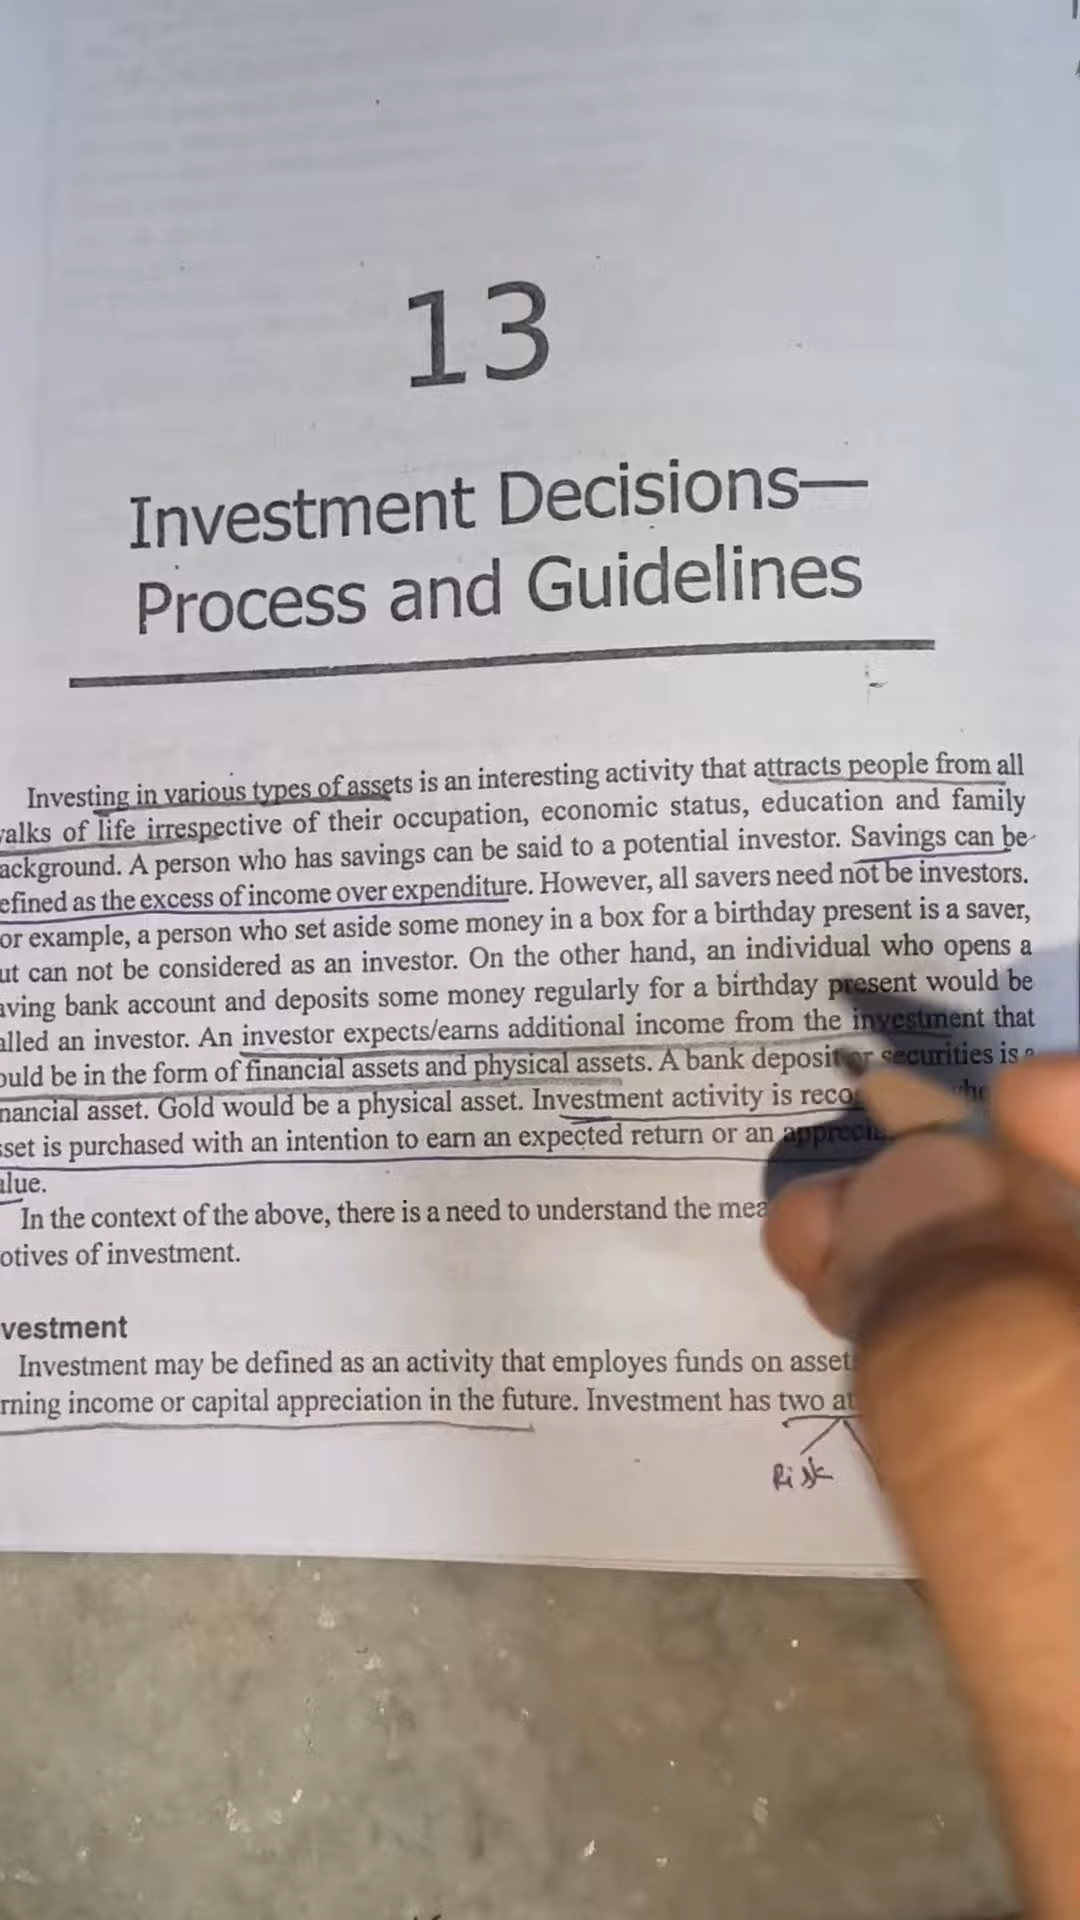 13
Investment Decisions—
Process and Guidelines
Investing in various types of assets is an interesting activity that attracts people from all
alks of life irrespective of their occupation, economic status, education and family
ackground. A person who has savings can be said to a potential investor. Savings can be
efined as the excess of income over expenditure. However, all savers need not be investors.
or example, a person who set aside some money in a box for a birthday present is a saver,
ut can not be considered as an investor. On the other hand, an individual who opens a
aving bank account and deposits some money regularly for a birthday present would be
alled an investor. An investor expects/earns additional income from the investment that
ould be in the form of financial assets and physical assets. A bank deposit or securities is a
nancial asset. Gold would be a physical asset. Investment activity is reco
sset is purchased with an intention to earn an expected return or an apprecia
alue.
In the context of the above, there is a need to understand the mea
otives of investment.
vestment
Investment may be defined as an activity that employes funds on asset
rning income or capital appreciation in the future. Investment has two at
Risk